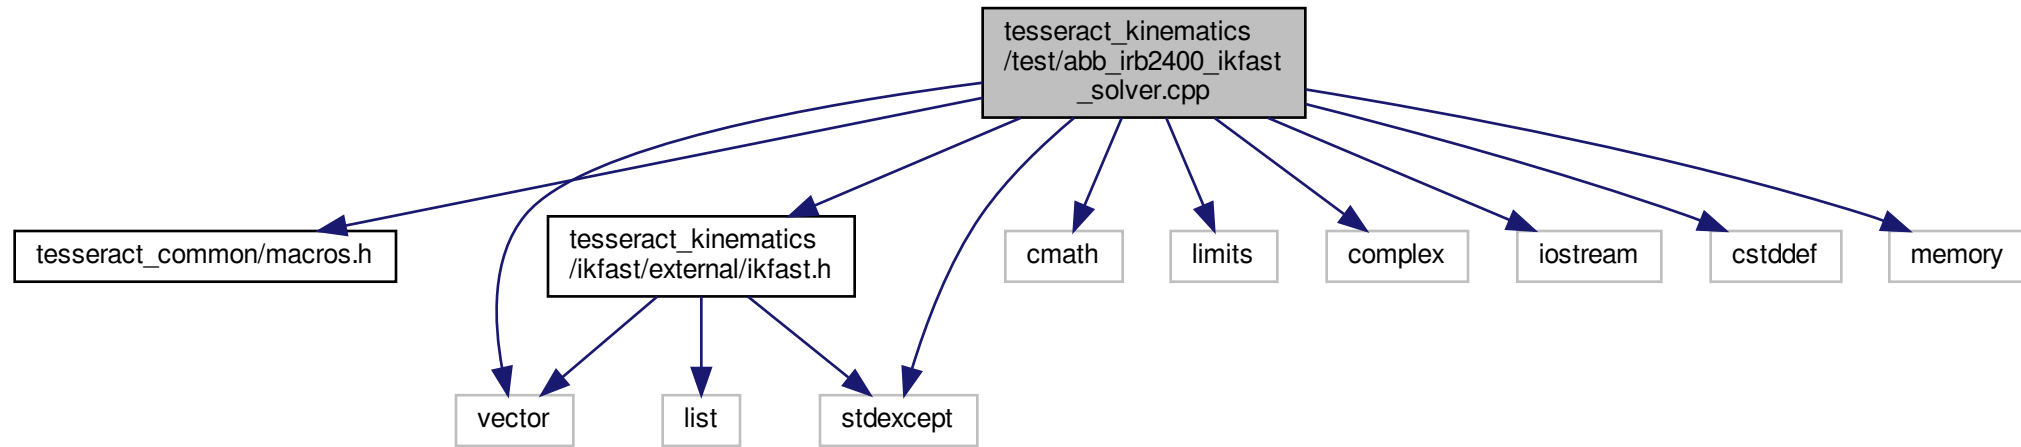 tesseract_kinematics
/test/abb_irb2400_ikfast
_solver.cpp
tesseract_common/macros.h
tesseract_kinematics
/ikfast/external/ikfast.h
cmath
limits
complex
iostream
cstddef
memory
vector
list
stdexcept